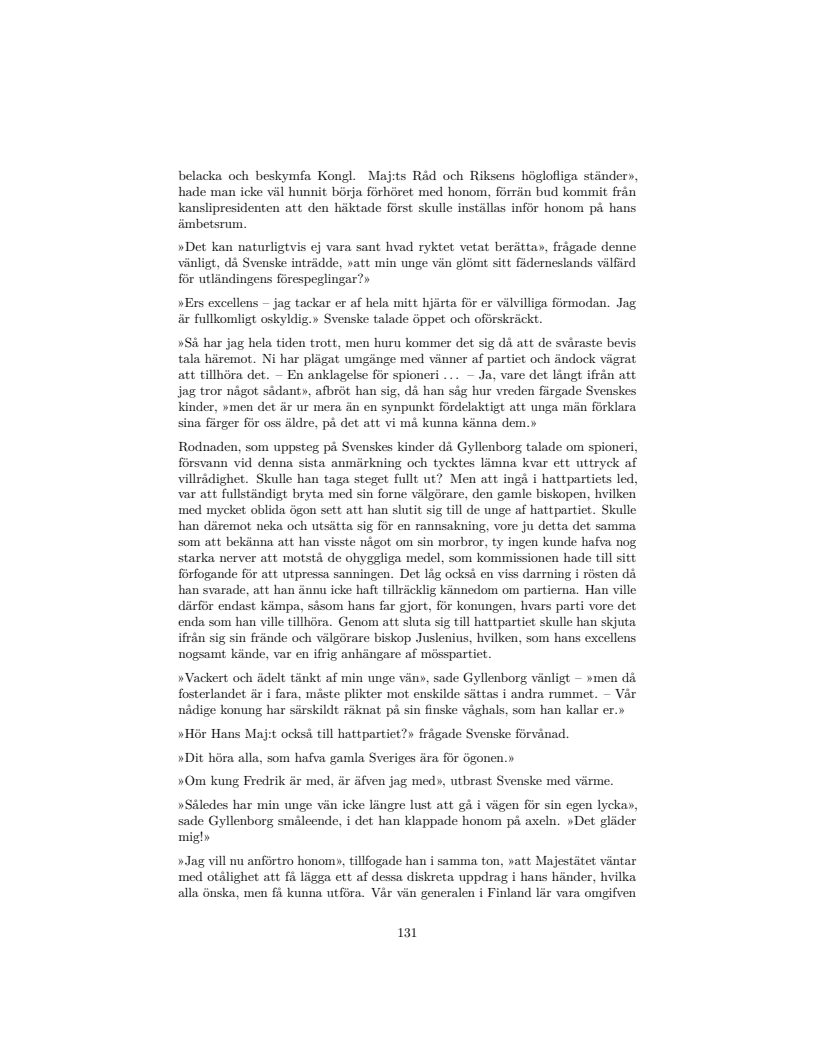 belacka och beskymfa Kongl. Maj:ts Råd och Riksens höglofliga ständer»,
hade man icke väl hunnit börja förhöret med honom, förrän bud kommit från
kanslipresidenten att den häktade först skulle inställas inför honom på hans
ämbetsrum.
»Det kan naturligtvis ej vara sant hvad ryktet vetat berätta», frågade denne
vänligt, då Svenske inträdde, »att min unge vän glömt sitt fäderneslands välfärd
för utländingens förespeglingar?»
»Ers excellens – jag tackar er af hela mitt hjärta för er välvilliga förmodan. Jag
är fullkomligt oskyldig.» Svenske talade öppet och oförskräckt.
»Så har jag hela tiden trott, men huru kommer det sig då att de svåraste bevis
tala häremot. Ni har plägat umgänge med vänner af partiet och ändock vägrat
att tillhöra det. – En anklagelse för spioneri . . . – Ja, vare det långt ifrån att
jag tror något sådant», afbröt han sig, då han såg hur vreden färgade Svenskes
kinder, »men det är ur mera än en synpunkt fördelaktigt att unga män förklara
sina färger för oss äldre, på det att vi må kunna känna dem.»
Rodnaden, som uppsteg på Svenskes kinder då Gyllenborg talade om spioneri,
försvann vid denna sista anmärkning och tycktes lämna kvar ett uttryck af
villrådighet. Skulle han taga steget fullt ut? Men att ingå i hattpartiets led,
var att fullständigt bryta med sin forne välgörare, den gamle biskopen, hvilken
med mycket oblida ögon sett att han slutit sig till de unge af hattpartiet. Skulle
han däremot neka och utsätta sig för en rannsakning, vore ju detta det samma
som att bekänna att han visste något om sin morbror, ty ingen kunde hafva nog
starka nerver att motstå de ohyggliga medel, som kommissionen hade till sitt
förfogande för att utpressa sanningen. Det låg också en viss darrning i rösten då
han svarade, att han ännu icke haft tillräcklig kännedom om partierna. Han ville
därför endast kämpa, såsom hans far gjort, för konungen, hvars parti vore det
enda som han ville tillhöra. Genom att sluta sig till hattpartiet skulle han skjuta
ifrån sig sin frände och välgörare biskop Juslenius, hvilken, som hans excellens
nogsamt kände, var en ifrig anhängare af mösspartiet.
»Vackert och ädelt tänkt af min unge vän», sade Gyllenborg vänligt – »men då
fosterlandet är i fara, måste plikter mot enskilde sättas i andra rummet. – Vår
nådige konung har särskildt räknat på sin finske våghals, som han kallar er.»
»Hör Hans Maj:t också till hattpartiet?» frågade Svenske förvånad.
»Dit höra alla, som hafva gamla Sveriges ära för ögonen.»
»Om kung Fredrik är med, är äfven jag med», utbrast Svenske med värme.
»Således har min unge vän icke längre lust att gå i vägen för sin egen lycka»,
sade Gyllenborg småleende, i det han klappade honom på axeln. »Det gläder
mig!»
»Jag vill nu anförtro honom», tillfogade han i samma ton, »att Majestätet väntar
med otålighet att få lägga ett af dessa diskreta uppdrag i hans händer, hvilka
alla önska, men få kunna utföra. Vår vän generalen i Finland lär vara omgifven
131